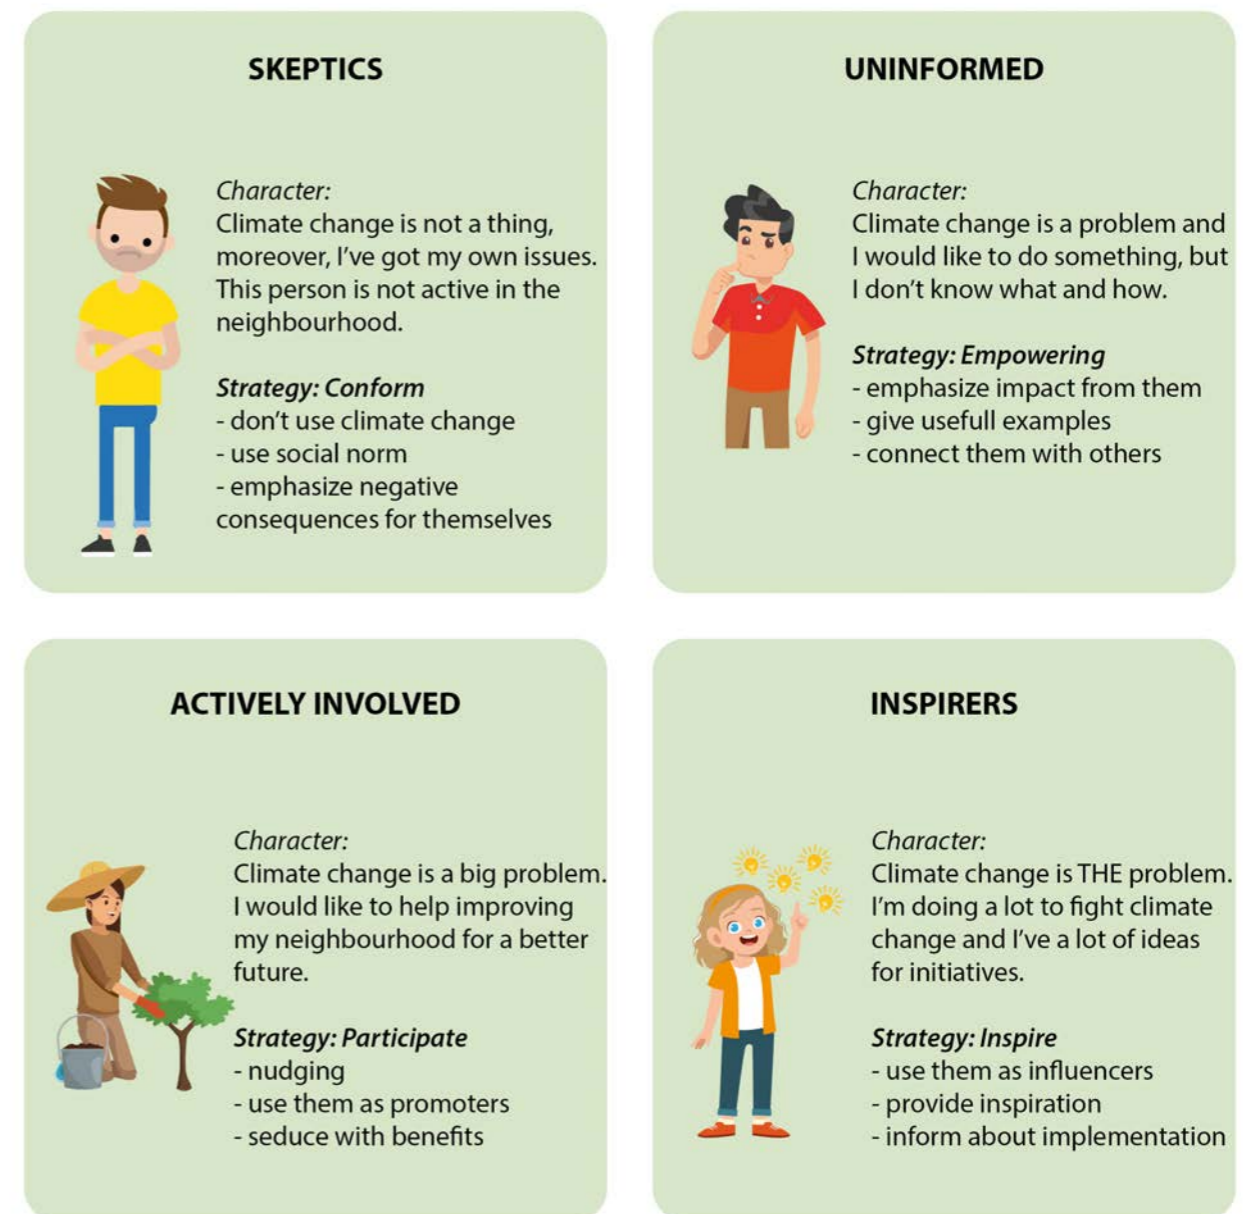 SKEPTICS
Character:
Climate change is not a thing,
moreover, I've got my own issues.
This person is not active in the
neighbourhood.
Strategy: Conform
- don't use climate change
- use social norm
- emphasize negative
consequences for themselves
UNINFORMED
Character:
Climate change is a problem and
I would like to do something, but
I don't know what and how.
Strategy: Empowering
- emphasize impact from them
- give usefull examples
- connect them with others
ACTIVELY INVOLVED
Character:
Climate change is a big problem.
I would like to help improving
my neighbourhood for a better
future.
Strategy: Participate
- nudging
- use them as promoters
- seduce with benefits
INSPIRERS
Character:
Climate change is THE problem.
I'm doing a lot to fight climate
change and I've a lot of ideas
for initiatives.
Strategy: Inspire
- use them as influencers
- provide inspiration
- inform about implementation